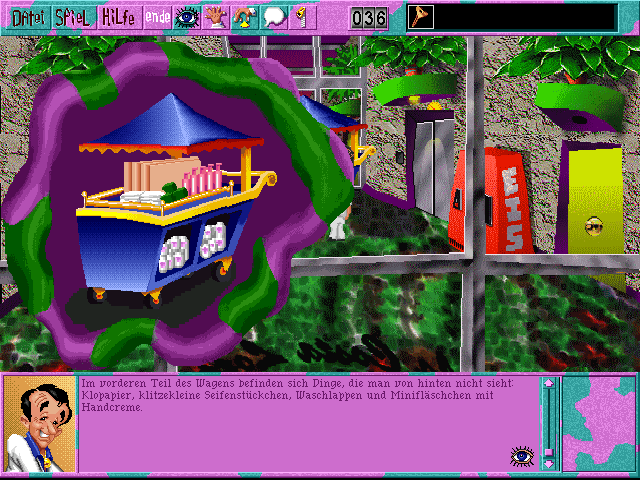 Datei SPieL HiLfe ende
036
EIS
Im vorderen Teil des Wagens befinden sich Dinge, die man von hinten nicht sieht:
Klopapier, klitzekleine Seifenstückchen, Waschlappen und Minifläschchen mit
Handcreme.